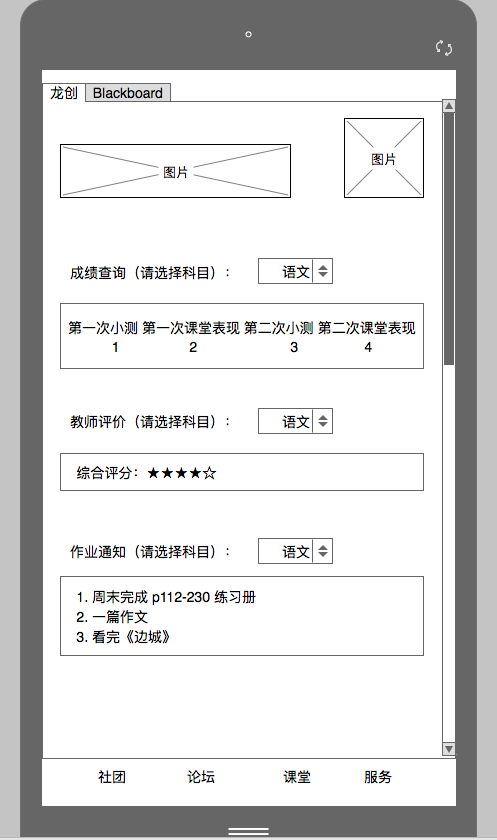 龙创 Blackboard
图片
图片
成绩查询（请选择科目）： 语文
第一次小测 第一次课堂表现 第二次小测 第二次课堂表现
1 2 3 4
教师评价（请选择科目）： 语文
综合评分：★★★★☆
作业通知（请选择科目）： 语文
1. 周末完成 p112-230 练习册
2. 一篇作文
3. 看完《边城》
社团 论坛 课堂 服务